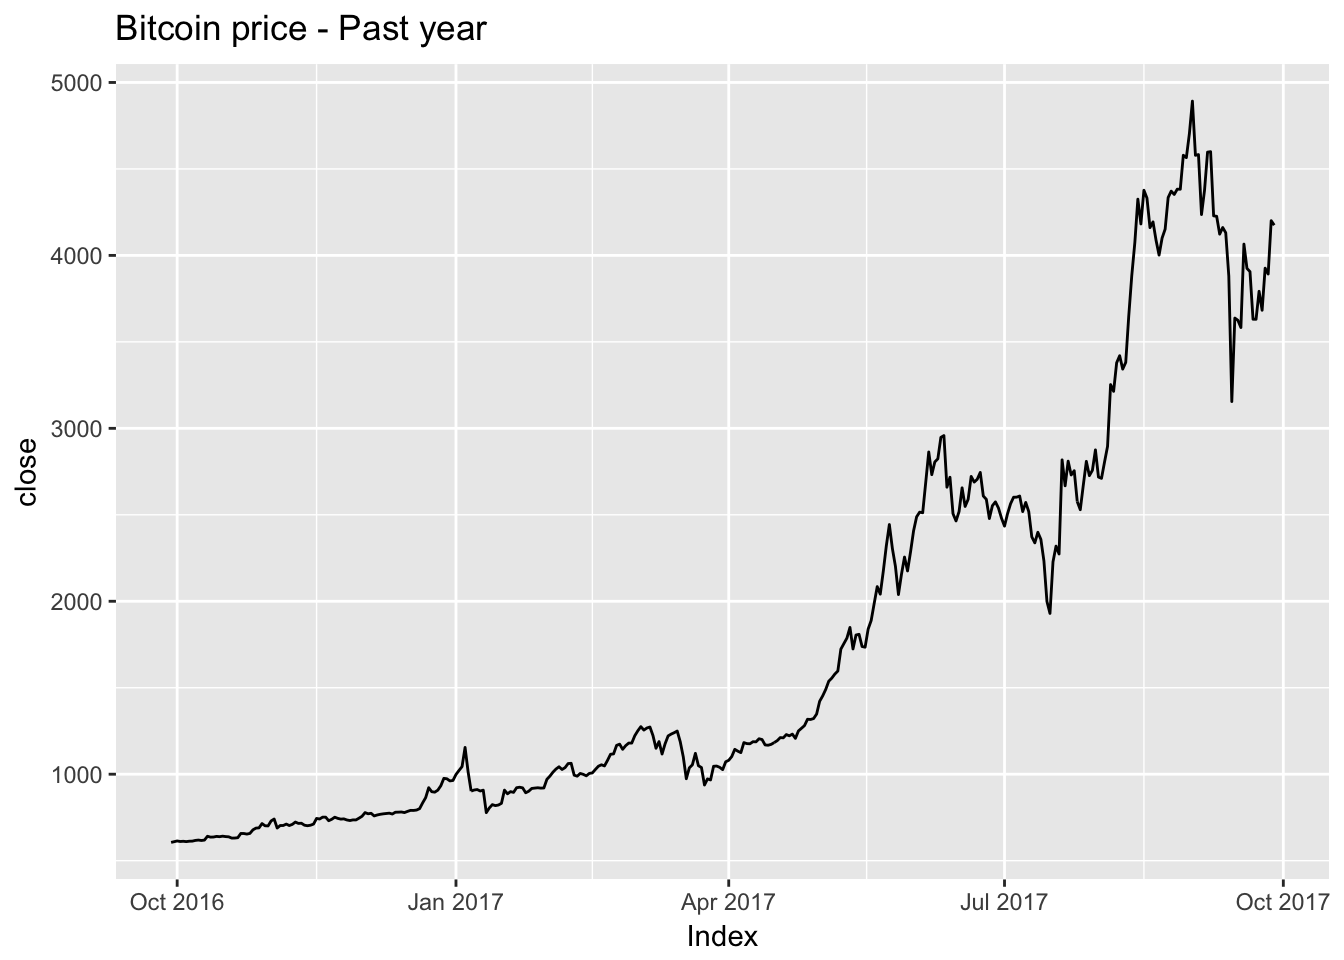 Bitcoin price - Past year
5000
4000
3000
2000
1000
close
Oct 2016
Jan 2017
Apr 2017
Jul 2017
Oct 2017
Index